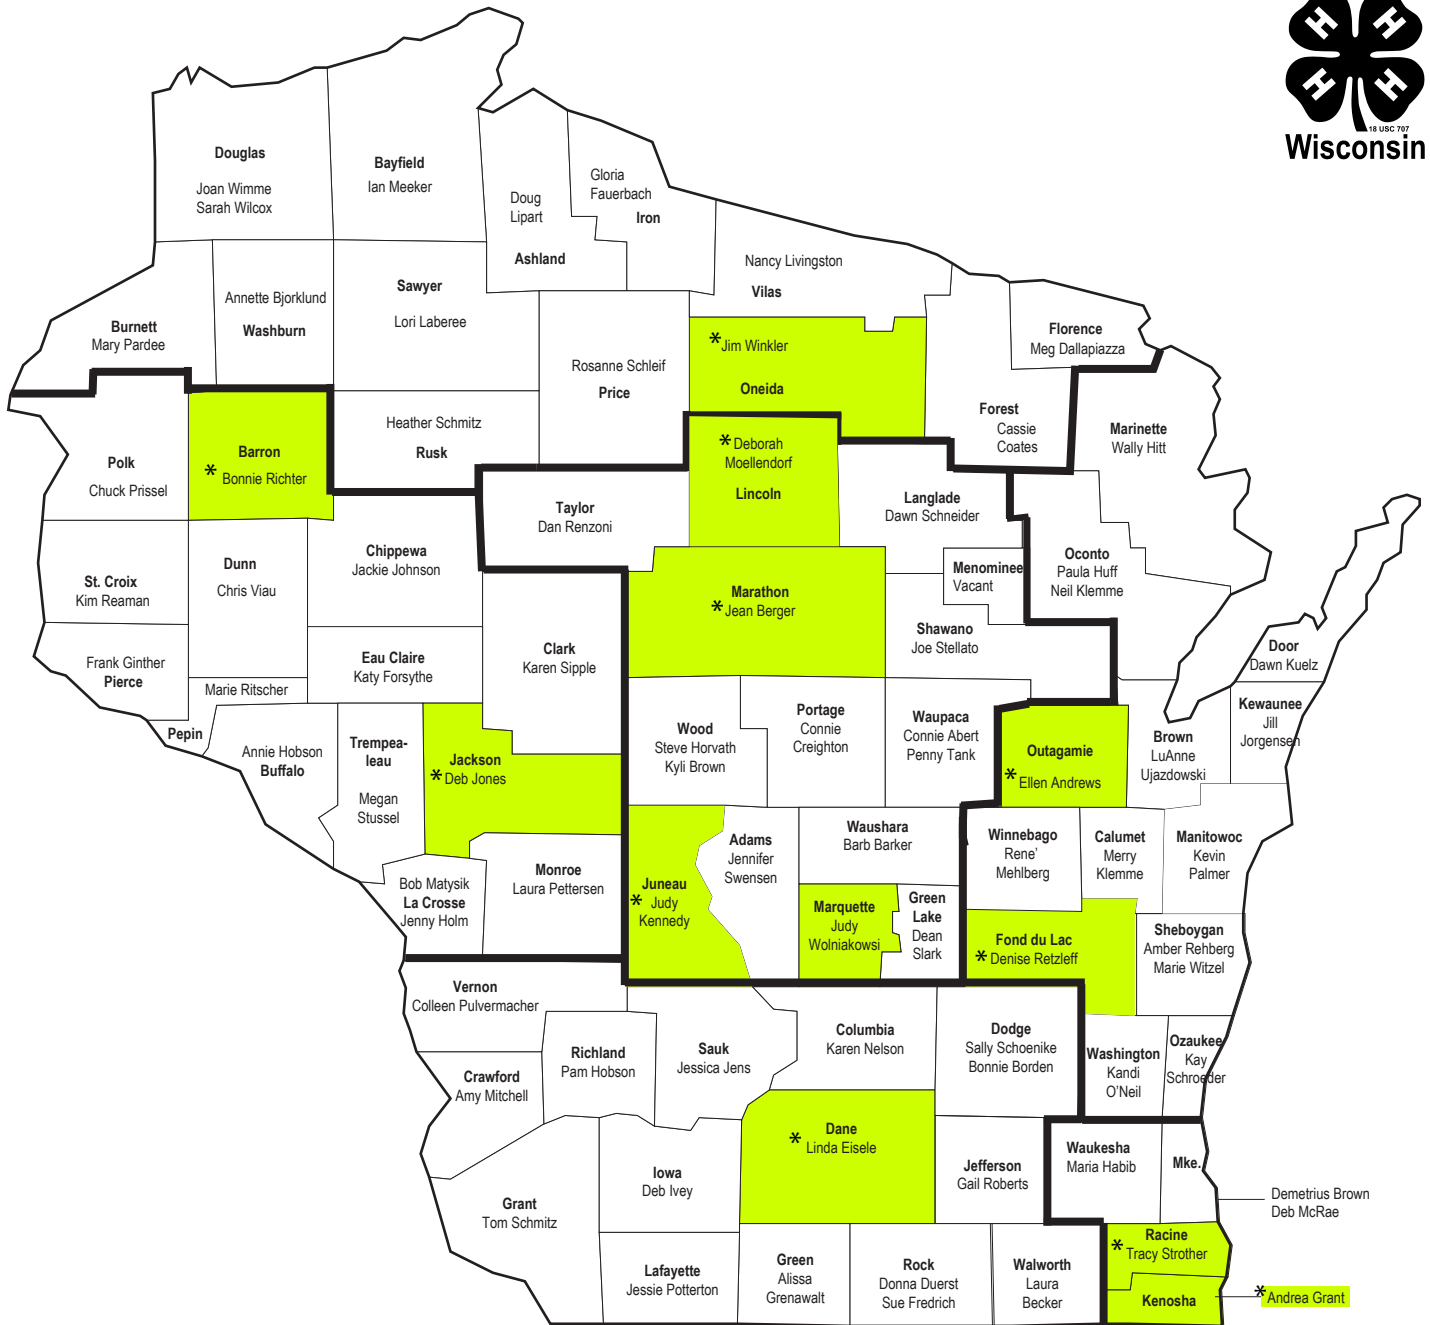 H H
H H
18 USC 707
Wisconsin
Douglas
Joan Wimme
Sarah Wilcox
Bayfield
Ian Meeker
Doug
Lipart
Ashland
Gloria
Fauerbach
Iron
Nancy Livingston
Vilas
Burnett
Mary Pardee
Annette Bjorklund
Washburn
Sawyer
Lori Laberee
Rosanne Schleif
Price
*Jim Winkler
Oneida
Florence
Meg Dallapiazza
Forest
Cassie
Coates
Marinette
Wally Hitt
Polk
Chuck Prissel
Barron
* Bonnie Richter
Heather Schmitz
Rusk
* Deborah
Moellendorf
Lincoln
Taylor
Dan Renzoni
Langlade
Dawn Schneider
St. Croix
Kim Reaman
Dunn
Chris Viau
Chippewa
Jackie Johnson
Marathon
* Jean Berger
Menominee
Vacant
Oconto
Paula Huff
Neil Klemme
Shawano
Joe Stellato
Door
Dawn Kuelz
Frank Ginther
Pierce
Marie Ritscher
Pepin
Eau Claire
Katy Forsythe
Clark
Karen Sipple
Annie Hobson
Buffalo
Trempea-
leau
Megan
Stussel
Jackson
* Deb Jones
Wood
Steve Horvath
Kyli Brown
Portage
Connie
Creighton
Waupaca
Connie Abert
Penny Tank
Outagamie
* Ellen Andrews
Brown
LuAnne
Ujazdowski
Kewaunee
Jill
Jorgensen
Bob Matysik
La Crosse
Jenny Holm
Monroe
Laura Pettersen
Juneau
* Judy
Kennedy
Adams
Jennifer
Swensen
Waushara
Barb Barker
Marquette
Judy
Wolniakowsi
Green
Lake
Dean
Slark
Winnebago
Rene'
Mehlberg
Calumet
Merry
Klemme
Manitowoc
Kevin
Palmer
Fond du Lac
* Denise Retzleff
Sheboygan
Amber Rehberg
Marie Witzel
Vernon
Colleen Pulvermacher
Crawford
Amy Mitchell
Richland
Pam Hobson
Sauk
Jessica Jens
Columbia
Karen Nelson
Dodge
Sally Schoenike
Bonnie Borden
Washington
Kandi
O'Neil
Ozaukee
Kay
Schroeder
Grant
Tom Schmitz
Iowa
Deb Ivey
Dane
* Linda Eisele
Jefferson
Gail Roberts
Waukesha
Maria Habib
Mke.
Demetrius Brown
Deb McRae
Lafayette
Jessie Potterton
Green
Alissa
Grenawalt
Rock
Donna Duerst
Sue Fredrich
Walworth
Laura
Becker
Racine
* Tracy Strother
Kenosha
* Andrea Grant